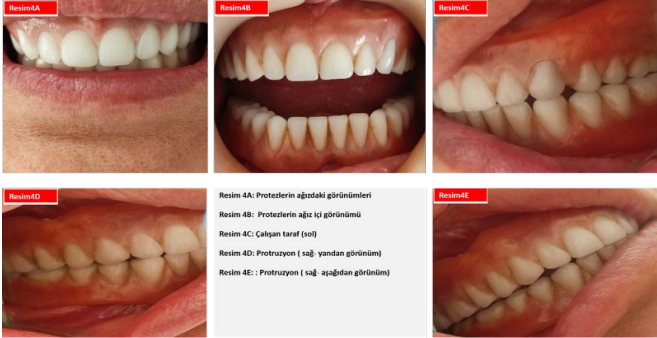 Resim4A
Resim4B
Resim4C
Resim4D
Resim 4A: Protezlerin ağızdaki görünümleri
Resim 4B:  Protezlerin ağız içi görünümü
Resim 4C: Çalışan taraf (sol)
Resim 4D: Protruzyon ( sağ- yandan görünüm)
Resim 4E: : Protruzyon ( sağ- aşağıdan görünüm)
Resim4E